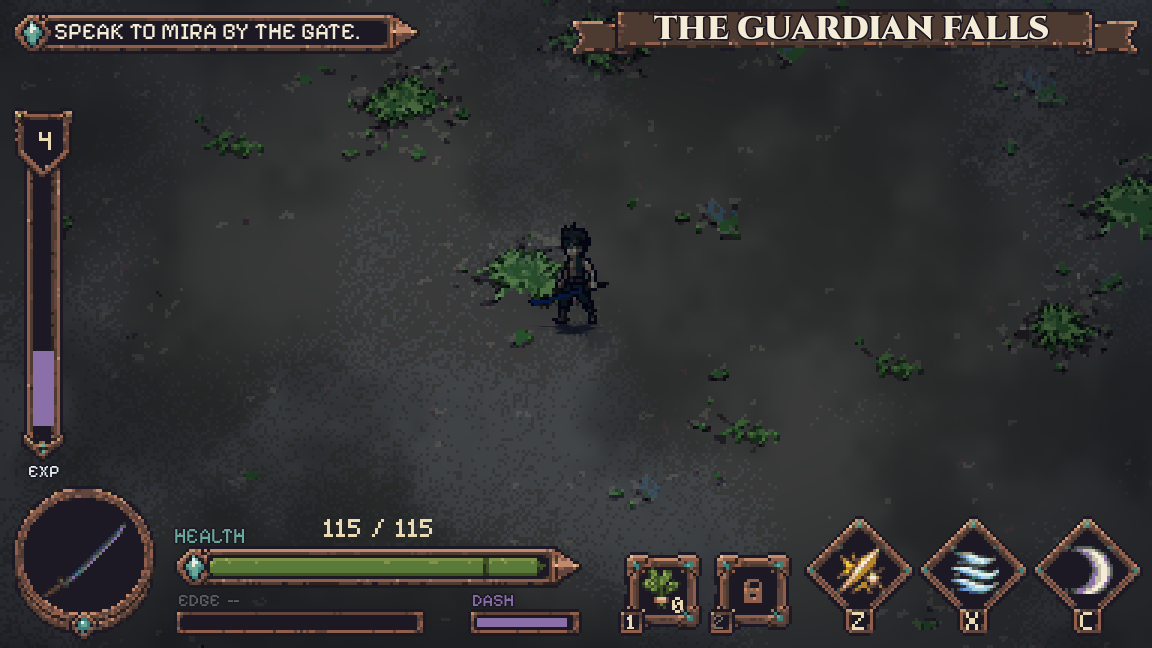 SPEAK TO MIRA BY THE GATE.
THE GUARDIAN FALLS
4
EXP
HEALTH
115 / 115
EDGE --
DASH
0
1
2
Z
X
C